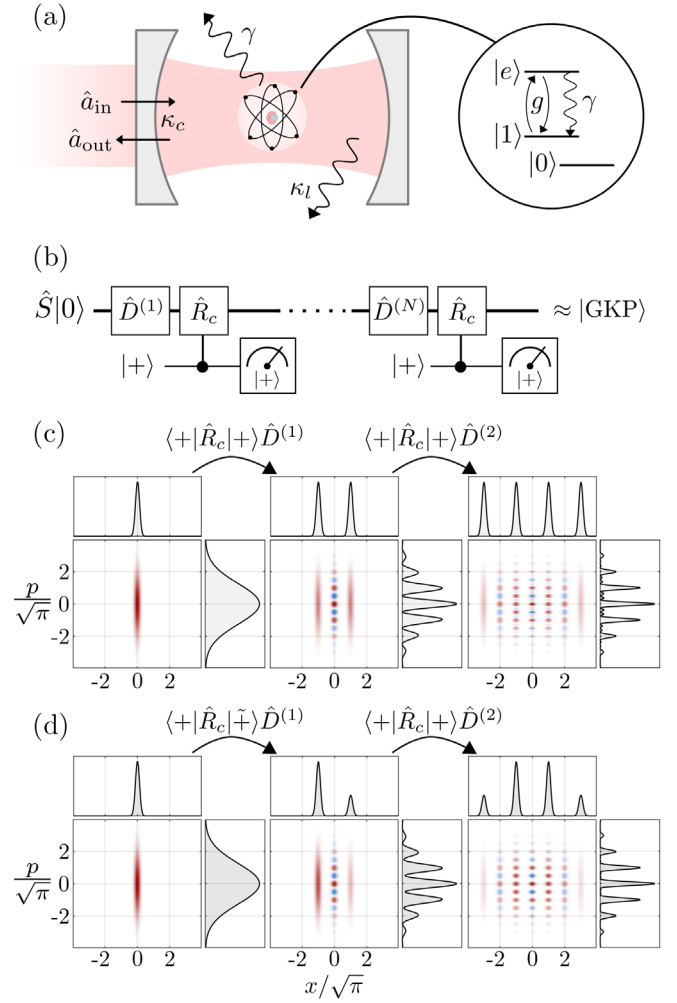 (a)
γ
â_in
κ_c
â_out
κ_l
|e⟩
g
γ
|1⟩
|0⟩
(b)
Ŝ|0⟩ D̂^(1) R̂_c D̂^(N) R̂_c ≈ |GKP⟩
|+⟩ |+⟩ |+⟩ |+⟩
(c)
⟨+|R̂_c|+⟩D̂^(1) ⟨+|R̂_c|+⟩D̂^(2)
p/√π
2
0
-2
-2 0 2 -2 0 2 -2 0 2
(d)
⟨+|R̂_c|+̃⟩D̂^(1) ⟨+|R̂_c|+⟩D̂^(2)
p/√π
2
0
-2
-2 0 2 -2 0 2 -2 0 2
x/√π